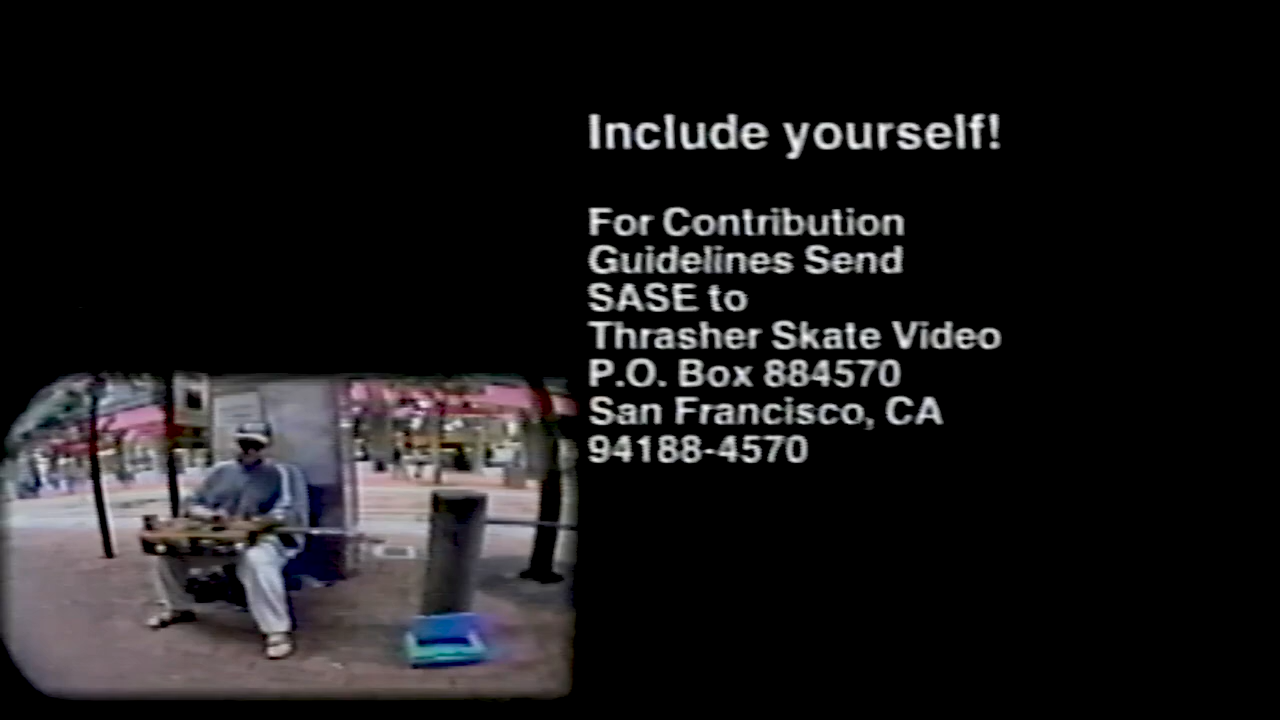 Include yourself!
For Contribution
Guidelines Send
SASE to
Thrasher Skate Video
P.O. Box 884570
San Francisco, CA
94188-4570